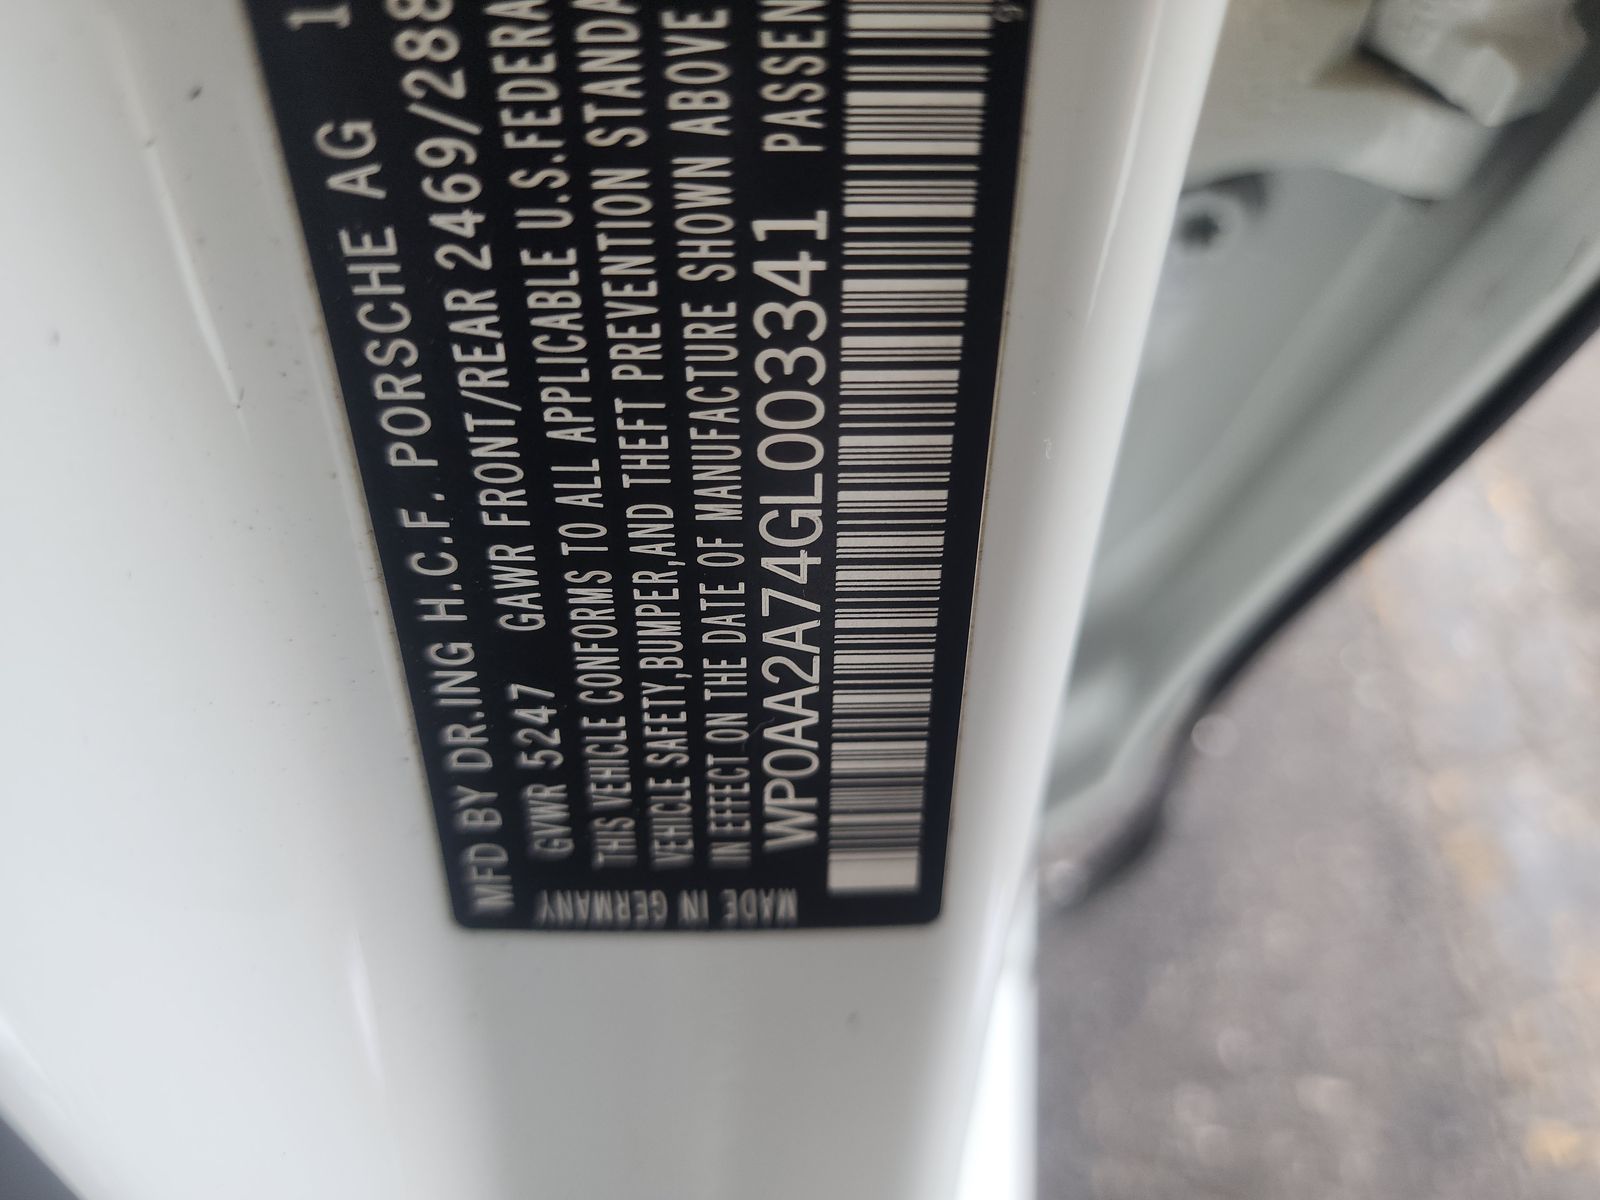 MFD BY DR.ING H.C.F. PORSCHE AG 1
GVWR 5247 GAWR FRONT/REAR 2469/288
THIS VEHICLE CONFORMS TO ALL APPLICABLE U.S.FEDERA
VEHICLE SAFETY,BUMPER,AND THEFT PREVENTION STANDA
IN EFFECT ON THE DATE OF MANUFACTURE SHOWN ABOVE
WP0AA2A74GL003341 PASSEN
MADE IN GERMANY